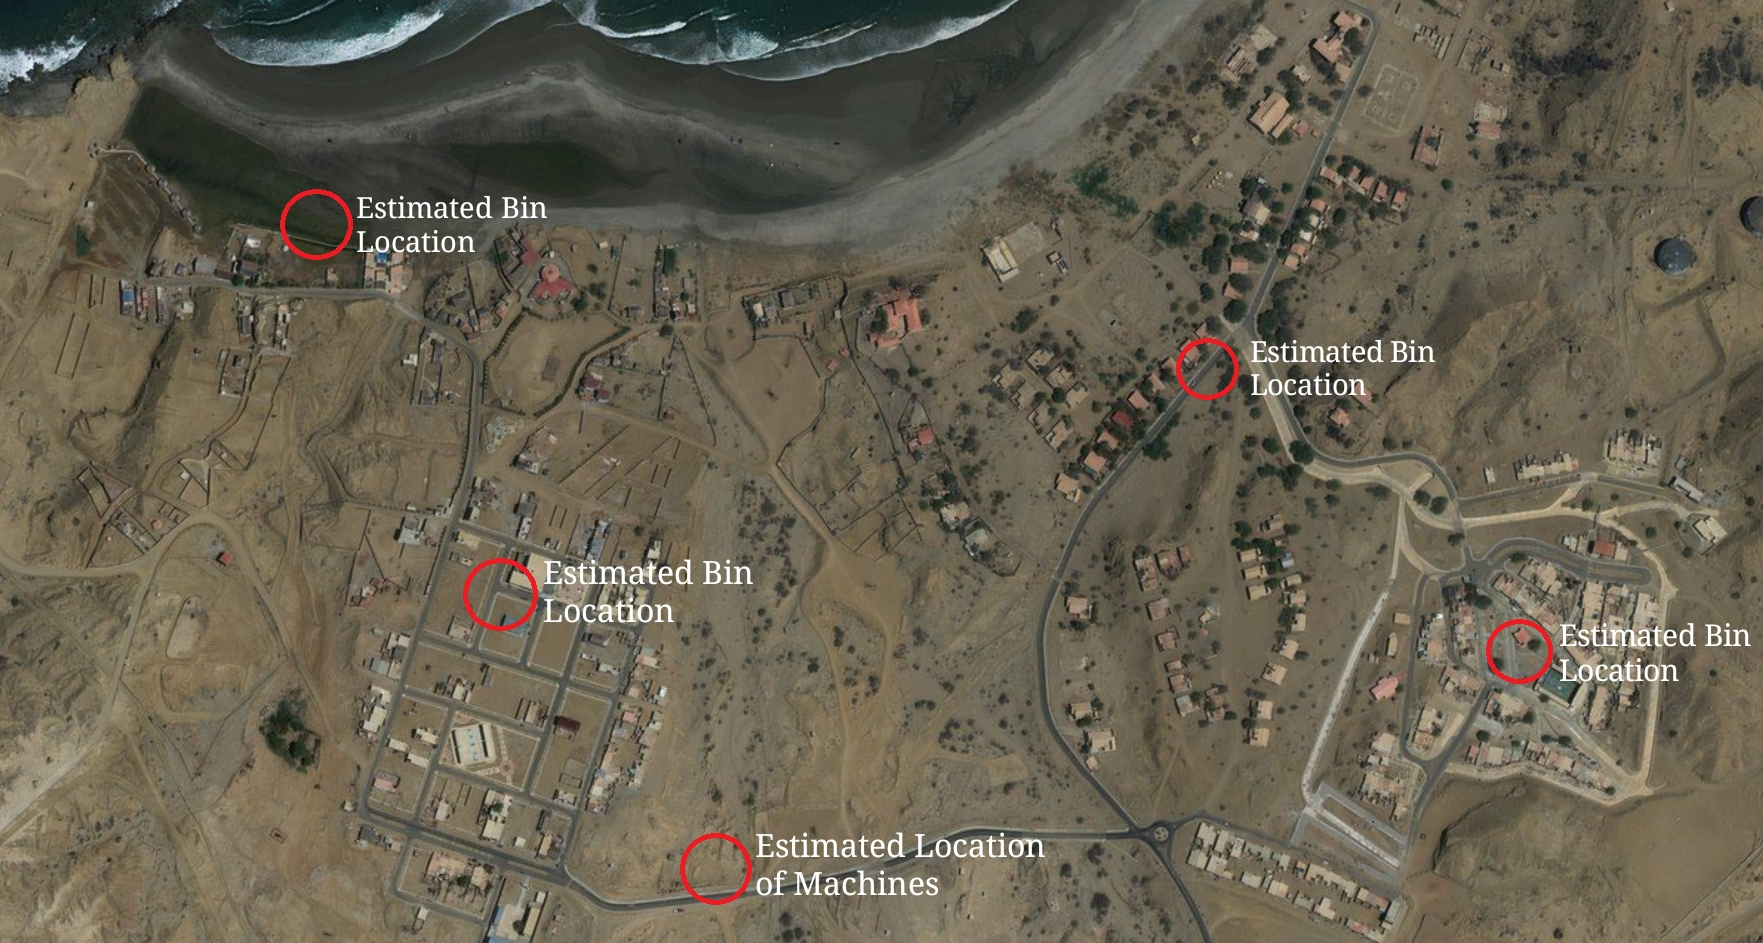 Estimated Bin
Location
Estimated Bin
Location
Estimated Bin
Location
Estimated Bin
Location
Estimated Location
of Machines